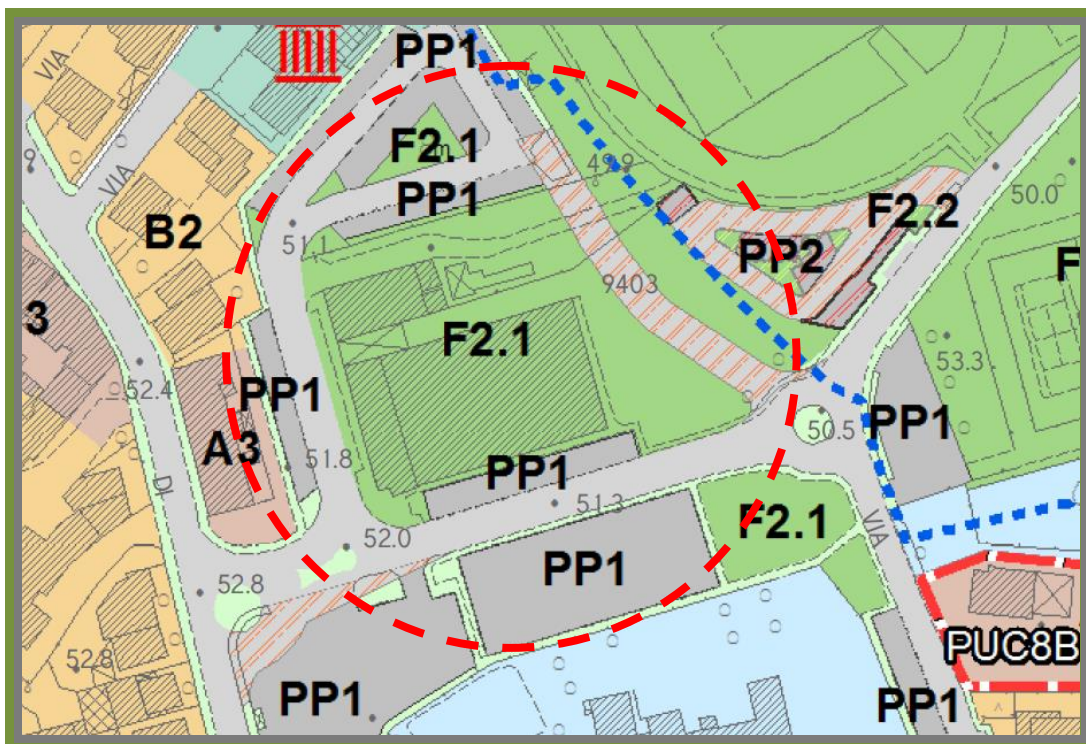 PP1
VIA
F2.1
PP1
49.9
50.0
VIA
F2.2
B2
51.1
PP2
F
9403
3
F2.1
53.3
52.4
PP1
50.5
PP1
A3
51.8
PP1
DI
51.3
F2.1
VIA
52.0
PP1
52.8
52.8
PUC8B
PP1
PP1